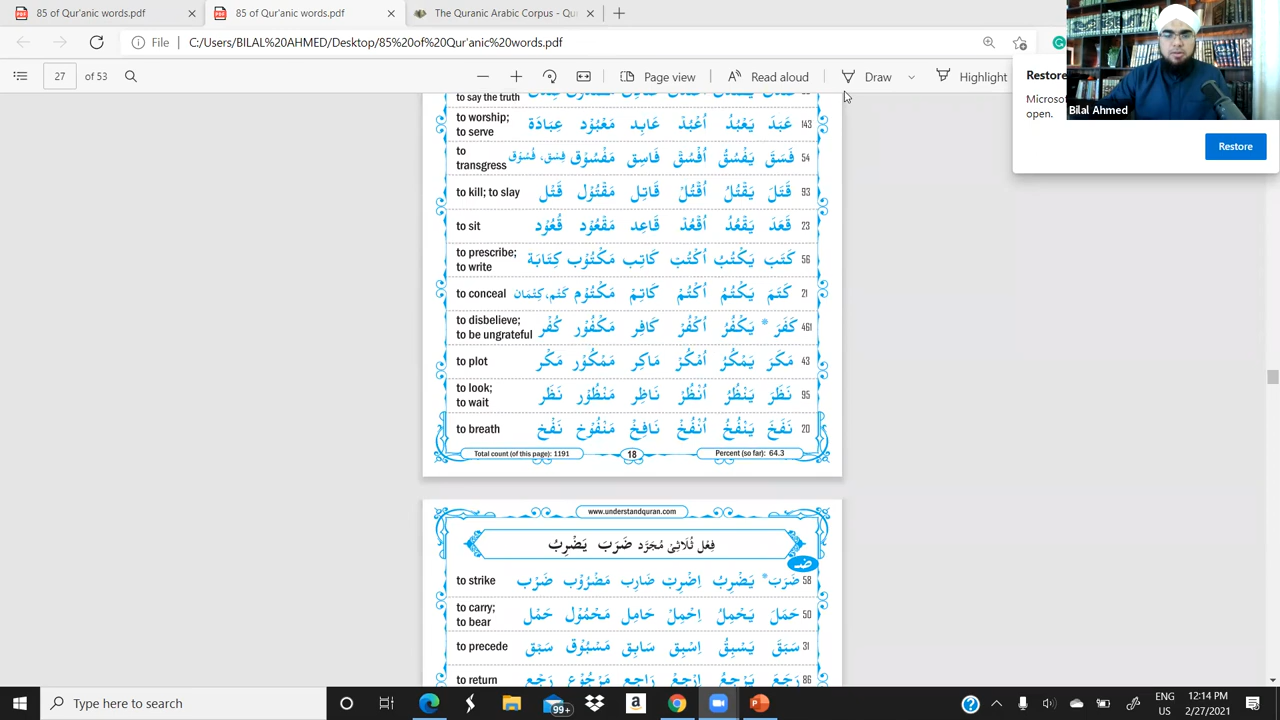 85 of Qur'anic words.pdf
85 of Qur'anic words.pdf
The Quranic Arabic Corpus - Qu
File
C:/Users/BILAL%20AHMED/Desktop/85%20of%20Qur'anic%20words.pdf
27 of 53
Page view
Read aloud
Draw
Highlight
Restore
Microso
open.
Restore
Bilal Ahmed
to say the truth
to worship; to serve عَبَدَ يَعْبُدُ اُعْبُدْ عَابِد مَعْبُوْد عِبَادَة 143
to transgress فَسَقَ يَفْسُقُ اُفْسُقْ فَاسِق مَفْسُوْق فِسْق، فُسُوْق 54
to kill; to slay قَتَلَ يَقْتُلُ اُقْتُلْ قَاتِل مَقْتُوْل قَتْل 93
to sit قَعَدَ يَقْعُدُ اُقْعُدْ قَاعِد مَقْعُوْد قُعُوْد 23
to prescribe; to write كَتَبَ يَكْتُبُ اُكْتُبْ كَاتِب مَكْتُوْب كِتَابَة 56
to conceal كَتَمَ يَكْتُمُ اُكْتُمْ كَاتِمْ مَكْتُوْم كَتْم، كِتْمَان 21
to disbelieve; to be ungrateful كَفَرَ * يَكْفُرُ اُكْفُرْ كَافِر مَكْفُوْر كُفْر 461
to plot مَكَرَ يَمْكُرُ اُمْكُرْ مَاكِر مَمْكُوْر مَكْر 43
to look; to wait نَظَرَ يَنْظُرُ اُنْظُرْ نَاظِر مَنْظُوْر نَظَر 95
to breath نَفَخَ يَنْفُخُ اُنْفُخْ نَافِخْ مَنْفُوْخ نَفْخ 20
Total count (of this page): 1191
18
Percent (so far): 64.3
www.understandquran.com
فِعْل ثُلَاثِیْ مُجَرَّد ضَرَبَ يَضْرِبُ
ضـ
to strike ضَرَبَ* يَضْرِبُ اِضْرِبْ ضَارِب مَضْرُوْب ضَرْب 58
to carry; to bear حَمَلَ يَحْمِلُ اِحْمِلْ حَامِل مَحْمُوْل حَمْل 50
to precede سَبَقَ يَسْبِقُ اِسْبِق سَابِق مَسْبُوْق سَبْق 31
to return رَجَعَ يَرْجِعُ اِرْجِعْ رَاجِع مَرْجُوْع رَجْع 86
Type here to search
99+
ENG
US
12:14 PM
2/27/2021